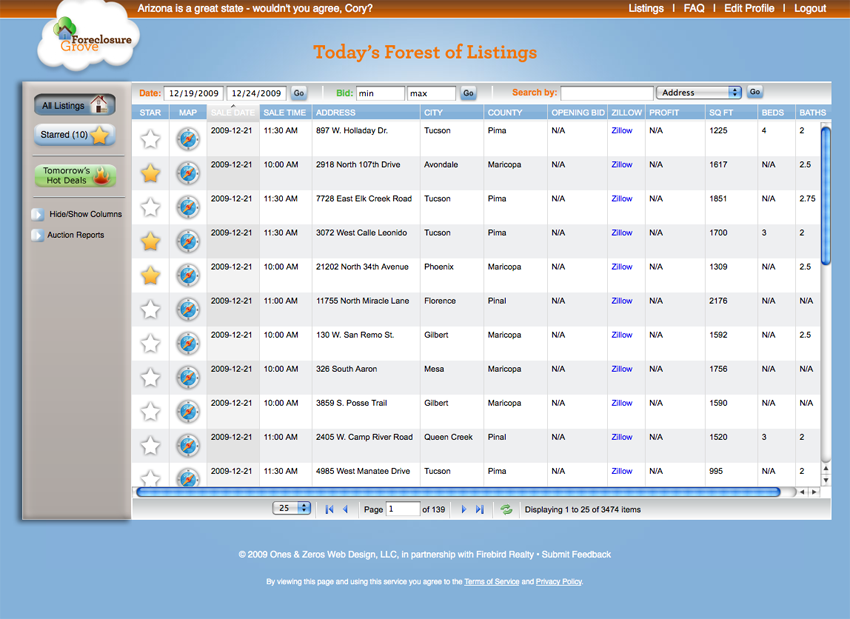 Arizona is a great state - wouldn't you agree, Cory?
Listings | FAQ | Edit Profile | Logout
Foreclosure
Grove
Today's Forest of Listings
Date: 12/19/2009 12/24/2009 Go Bid: min max Go Search by: Address Go
All Listings
Starred (10)
Tomorrow's
Hot Deals
Hide/Show Columns
Auction Reports
STAR MAP SALE DATE SALE TIME ADDRESS CITY COUNTY OPENING BID ZILLOW PROFIT SQ FT BEDS BATHS
2009-12-21 11:30 AM 897 W. Holladay Dr. Tucson Pima N/A Zillow N/A 1225 4 2
2009-12-21 10:00 AM 2918 North 107th Drive Avondale Maricopa N/A Zillow N/A 1617 N/A 2.5
2009-12-21 11:30 AM 7728 East Elk Creek Road Tucson Pima N/A Zillow N/A 1851 N/A 2.75
2009-12-21 11:30 AM 3072 West Calle Leonido Tucson Pima N/A Zillow N/A 1700 3 2
2009-12-21 10:00 AM 21202 North 34th Avenue Phoenix Maricopa N/A Zillow N/A 1309 N/A 2.5
2009-12-21 11:00 AM 11755 North Miracle Lane Florence Pinal N/A Zillow N/A 2176 N/A N/A
2009-12-21 10:00 AM 130 W. San Remo St. Gilbert Maricopa N/A Zillow N/A 1592 N/A 2.5
2009-12-21 10:00 AM 326 South Aaron Mesa Maricopa N/A Zillow N/A 1756 N/A N/A
2009-12-21 10:00 AM 3859 S. Posse Trail Gilbert Maricopa N/A Zillow N/A 1590 N/A N/A
2009-12-21 11:00 AM 2405 W. Camp River Road Queen Creek Pinal N/A Zillow N/A 1520 3 2
2009-12-21 11:30 AM 4985 West Manatee Drive Tucson Pima N/A Zillow N/A 995 N/A 2
25 Page 1 of 139 Displaying 1 to 25 of 3474 items
© 2009 Ones & Zeros Web Design, LLC, in partnership with Firebird Realty • Submit Feedback
By viewing this page and using this service you agree to the Terms of Service and Privacy Policy.